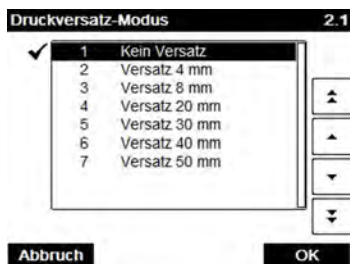 Druckversatz-Modus 2.1
1 Kein Versatz
2 Versatz 4 mm
3 Versatz 8 mm
4 Versatz 20 mm
5 Versatz 30 mm
6 Versatz 40 mm
7 Versatz 50 mm
Abbruch OK